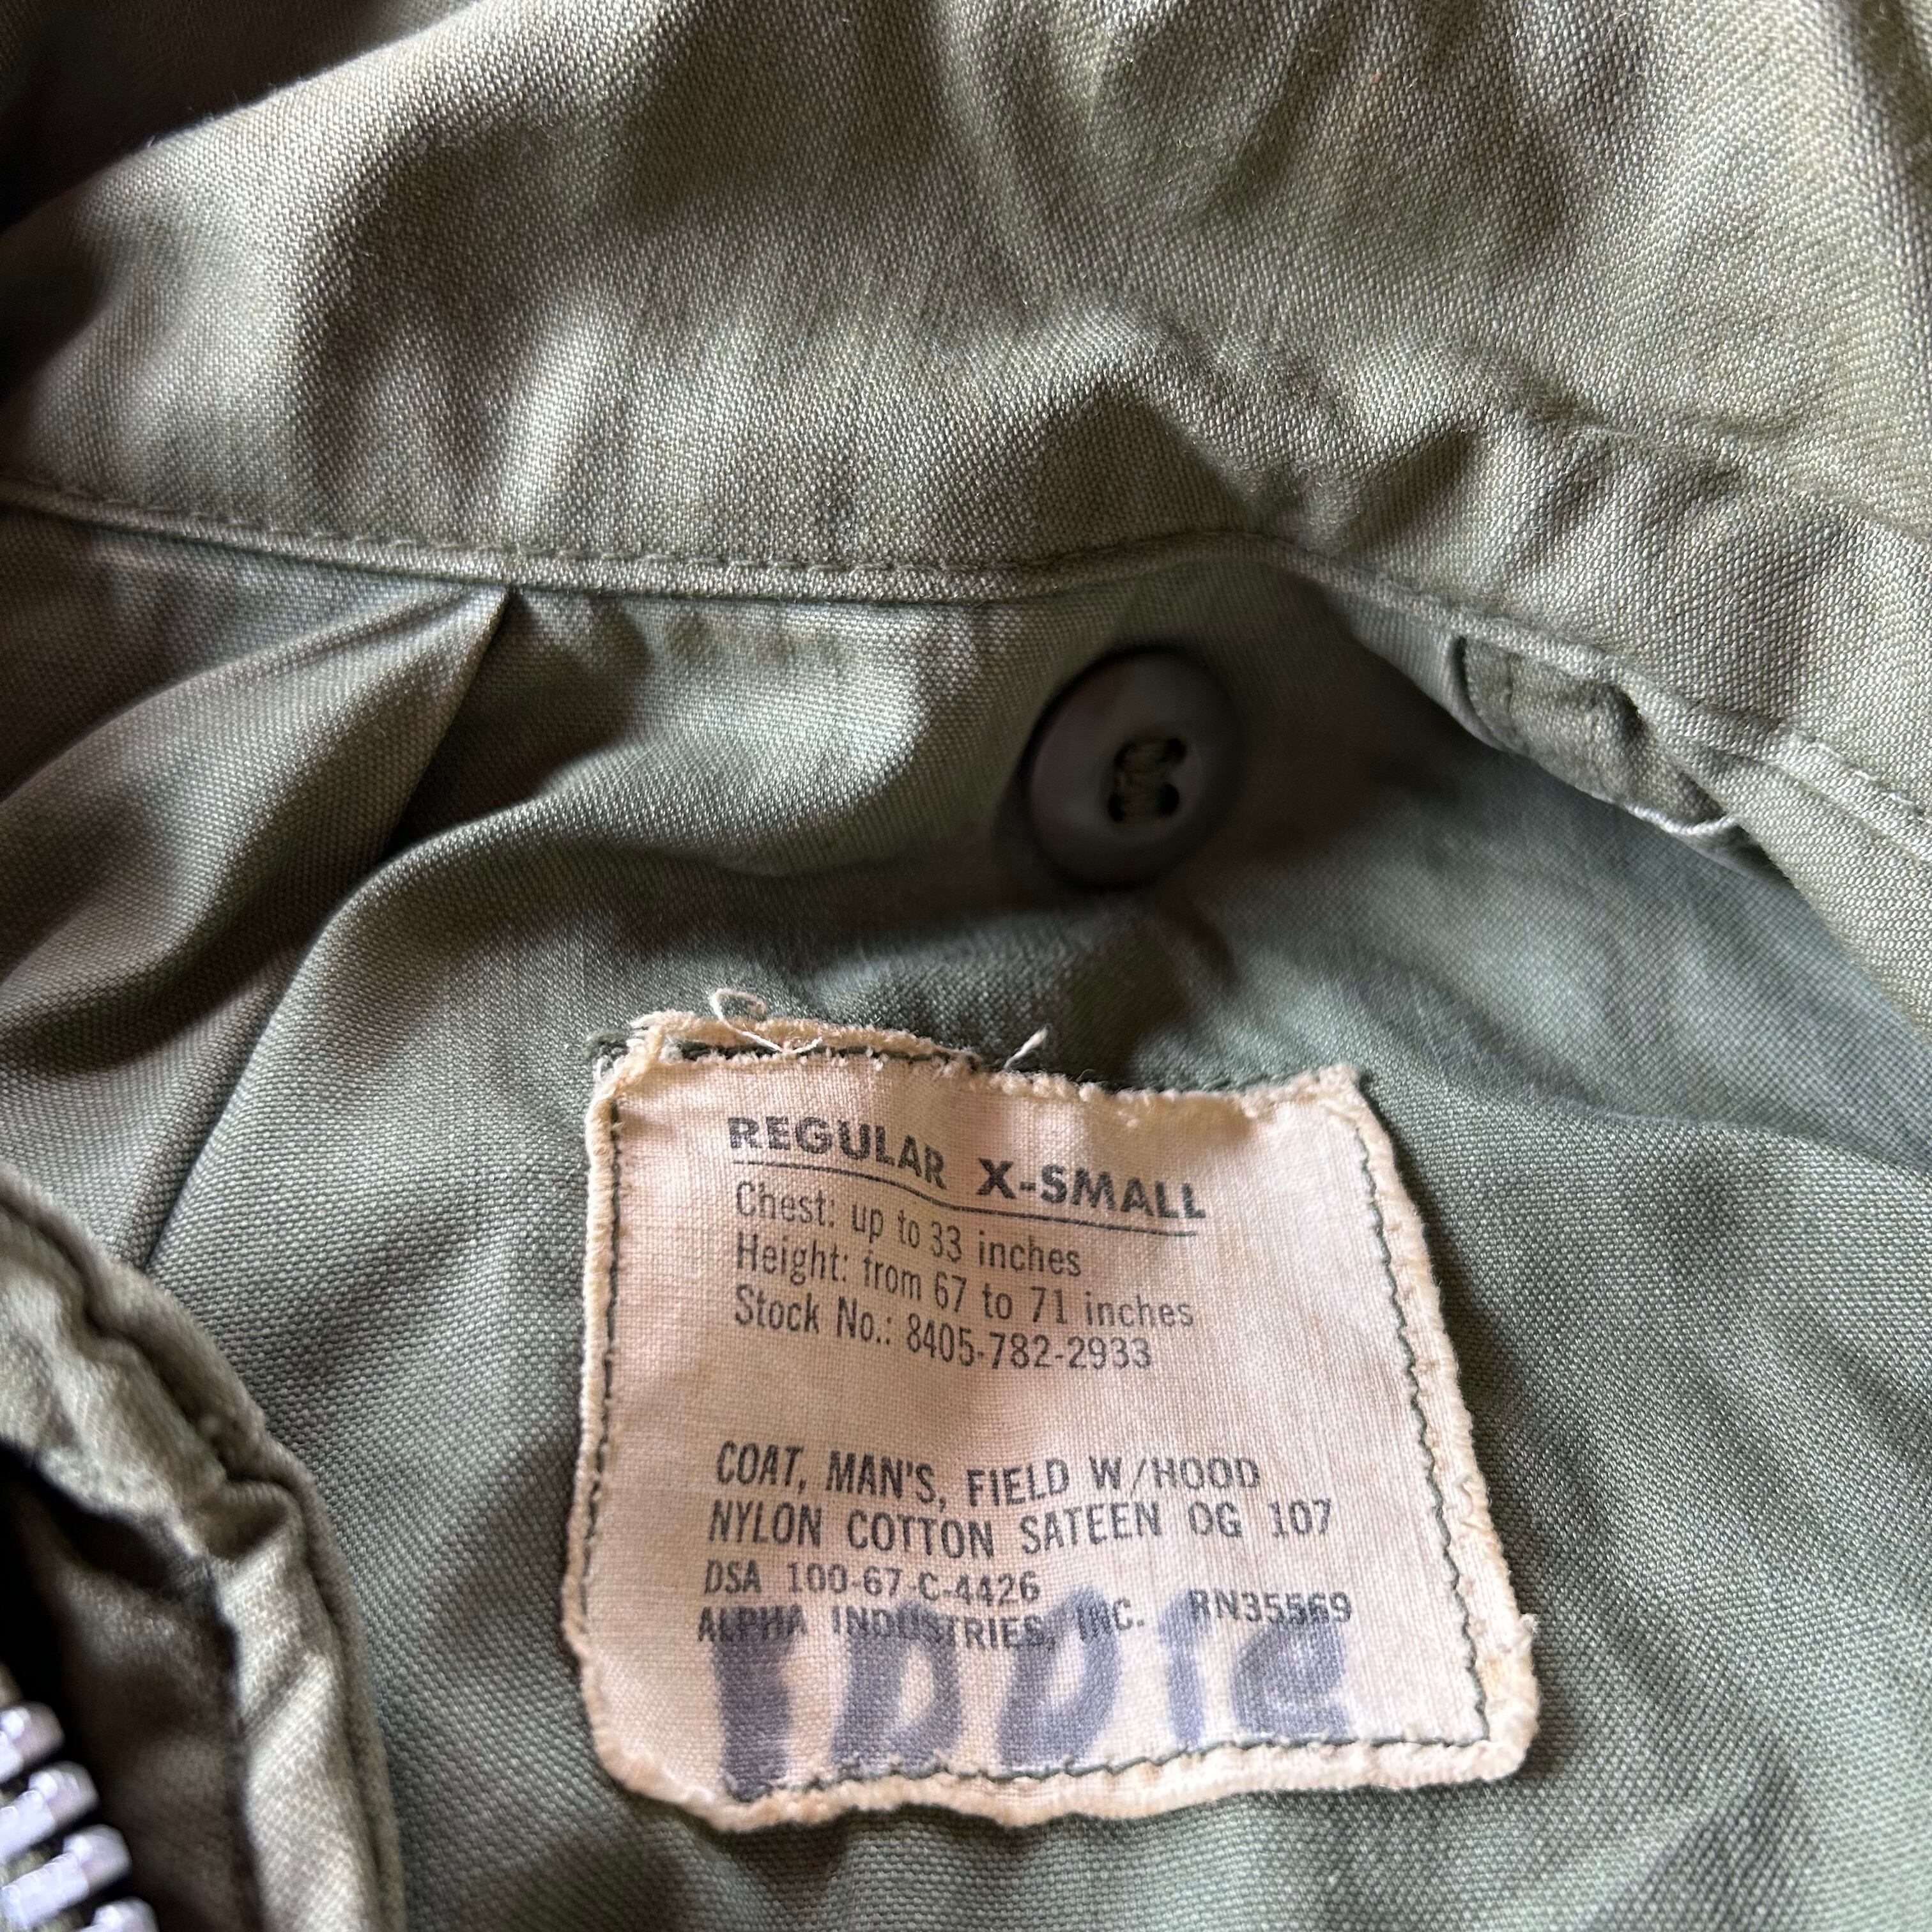 REGULAR X-SMALL
Chest: up to 33 inches
Height: from 67 to 71 inches
Stock No.: 8405-782-2933
COAT, MAN'S, FIELD W/HOOD
NYLON COTTON SATEEN OG 107
DSA 100-67-C-4426
ALPHA INDUSTRIES, INC. RN35569